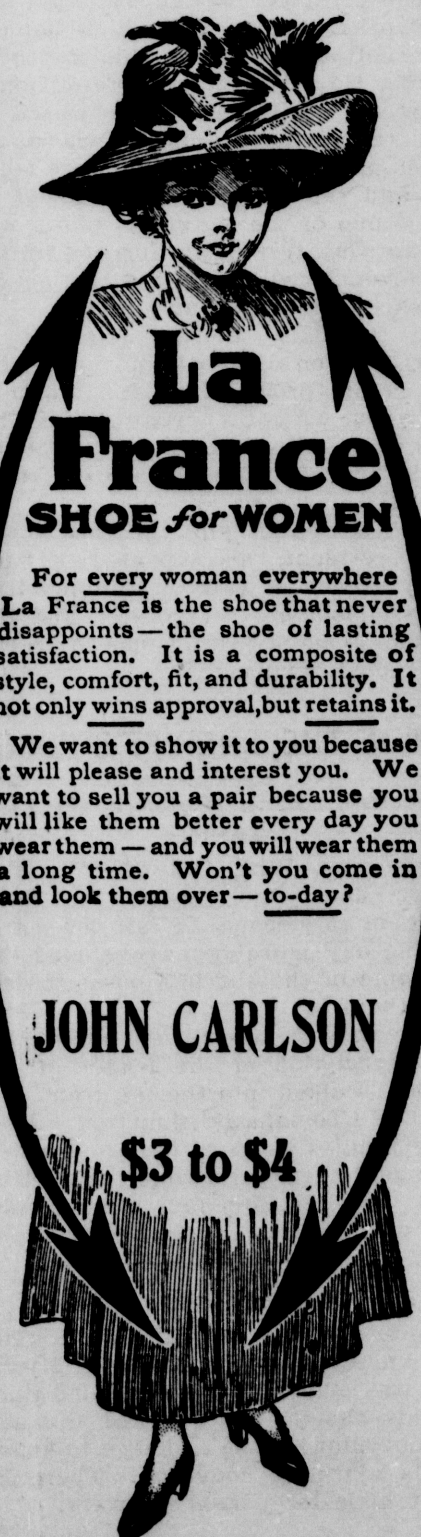 La
France
SHOE for WOMEN
For every woman everywhere
La France is the shoe that never
disappoints—the shoe of lasting
satisfaction. It is a composite of
style, comfort, fit, and durability. It
not only wins approval, but retains it.
We want to show it to you because
it will please and interest you. We
want to sell you a pair because you
will like them better every day you
wear them — and you will wear them
a long time. Won't you come in
and look them over—to-day?
JOHN CARLSON
$3 to $4